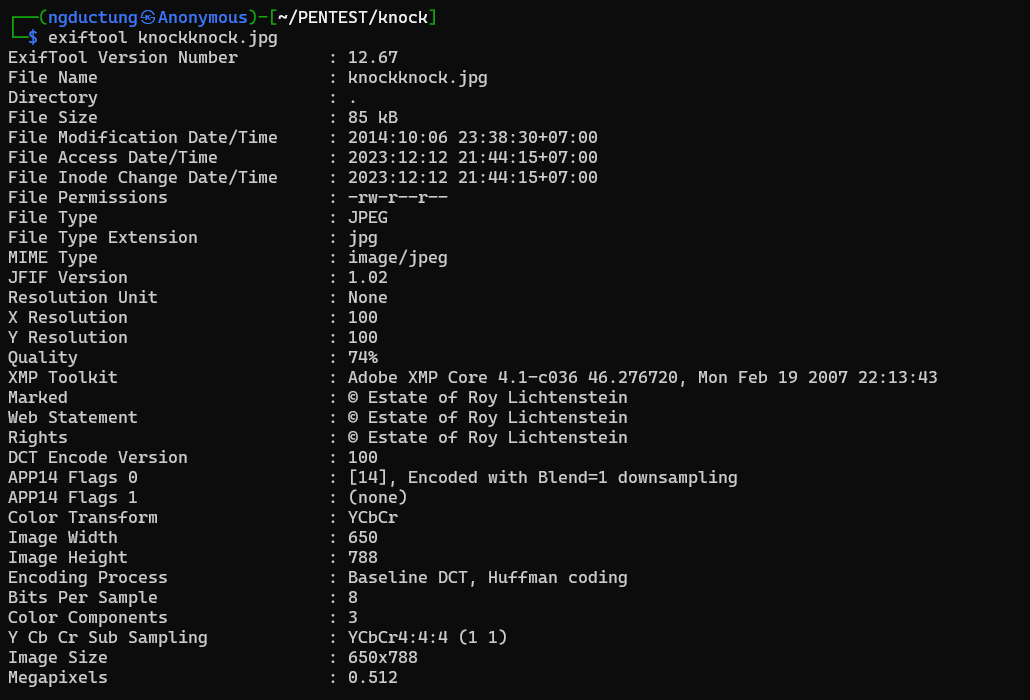 ┌──(ngductung㉿Anonymous)-[~/PENTEST/knock]
└─$ exiftool knockknock.jpg
ExifTool Version Number         : 12.67
File Name                       : knockknock.jpg
Directory                       : .
File Size                       : 85 kB
File Modification Date/Time     : 2014:10:06 23:38:30+07:00
File Access Date/Time           : 2023:12:12 21:44:15+07:00
File Inode Change Date/Time     : 2023:12:12 21:44:15+07:00
File Permissions                : -rw-r--r--
File Type                       : JPEG
File Type Extension             : jpg
MIME Type                       : image/jpeg
JFIF Version                    : 1.02
Resolution Unit                 : None
X Resolution                    : 100
Y Resolution                    : 100
Quality                         : 74%
XMP Toolkit                     : Adobe XMP Core 4.1-c036 46.276720, Mon Feb 19 2007 22:13:43
Marked                          : © Estate of Roy Lichtenstein
Web Statement                   : © Estate of Roy Lichtenstein
Rights                          : © Estate of Roy Lichtenstein
DCT Encode Version              : 100
APP14 Flags 0                   : [14], Encoded with Blend=1 downsampling
APP14 Flags 1                   : (none)
Color Transform                 : YCbCr
Image Width                     : 650
Image Height                    : 788
Encoding Process                : Baseline DCT, Huffman coding
Bits Per Sample                 : 8
Color Components                : 3
Y Cb Cr Sub Sampling            : YCbCr4:4:4 (1 1)
Image Size                      : 650x788
Megapixels                      : 0.512